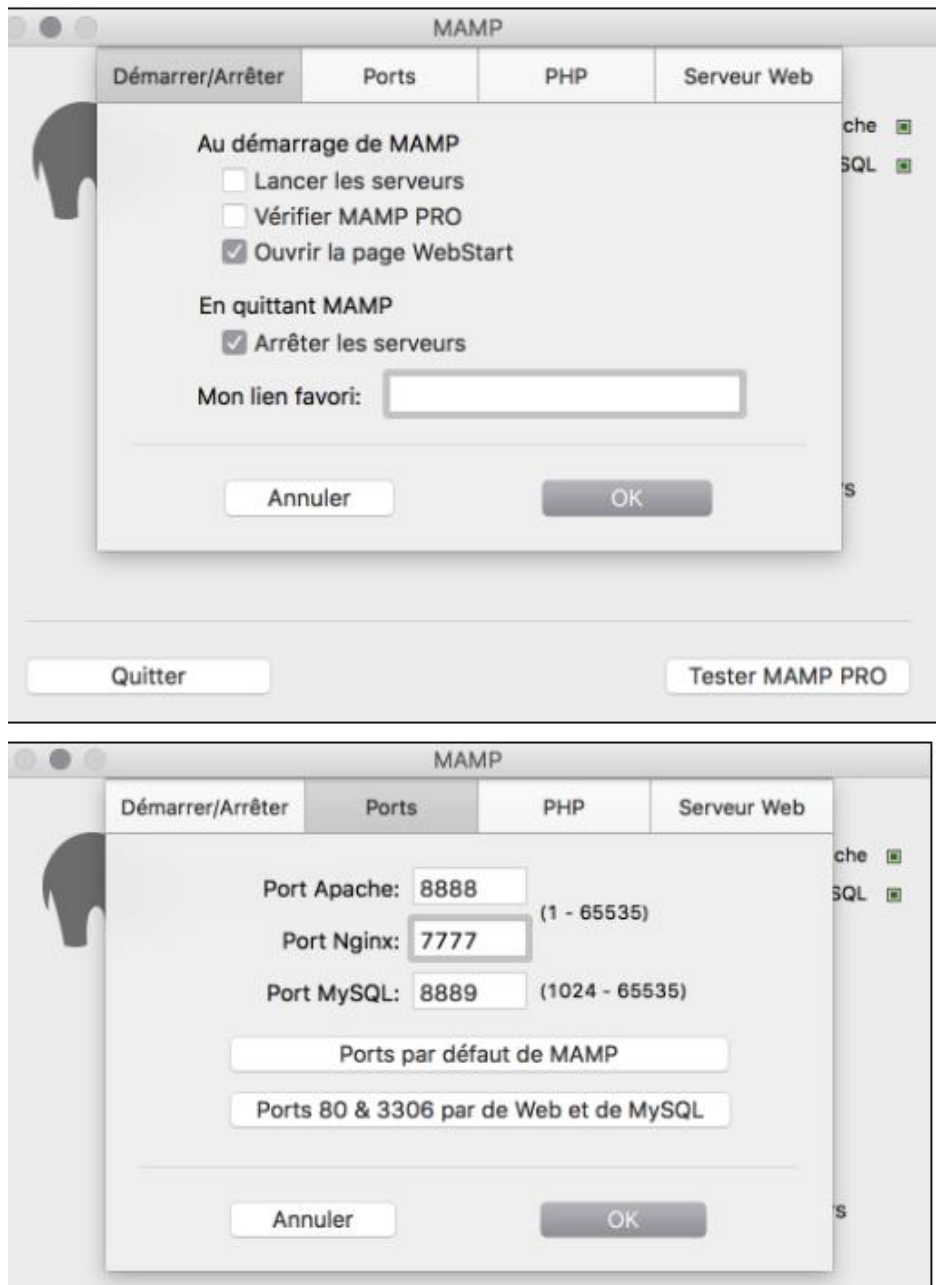 MAMP
Démarrer/Arrêter Ports PHP Serveur Web
che
SQL
Au démarrage de MAMP
Lancer les serveurs
Vérifier MAMP PRO
Ouvrir la page WebStart
En quittant MAMP
Arrêter les serveurs
Mon lien favori:
Annuler OK
rs
Quitter Tester MAMP PRO
MAMP
Démarrer/Arrêter Ports PHP Serveur Web
che
SQL
Port Apache: 8888
(1 - 65535)
Port Nginx: 7777
Port MySQL: 8889 (1024 - 65535)
Ports par défaut de MAMP
Ports 80 & 3306 par de Web et de MySQL
Annuler OK
rs